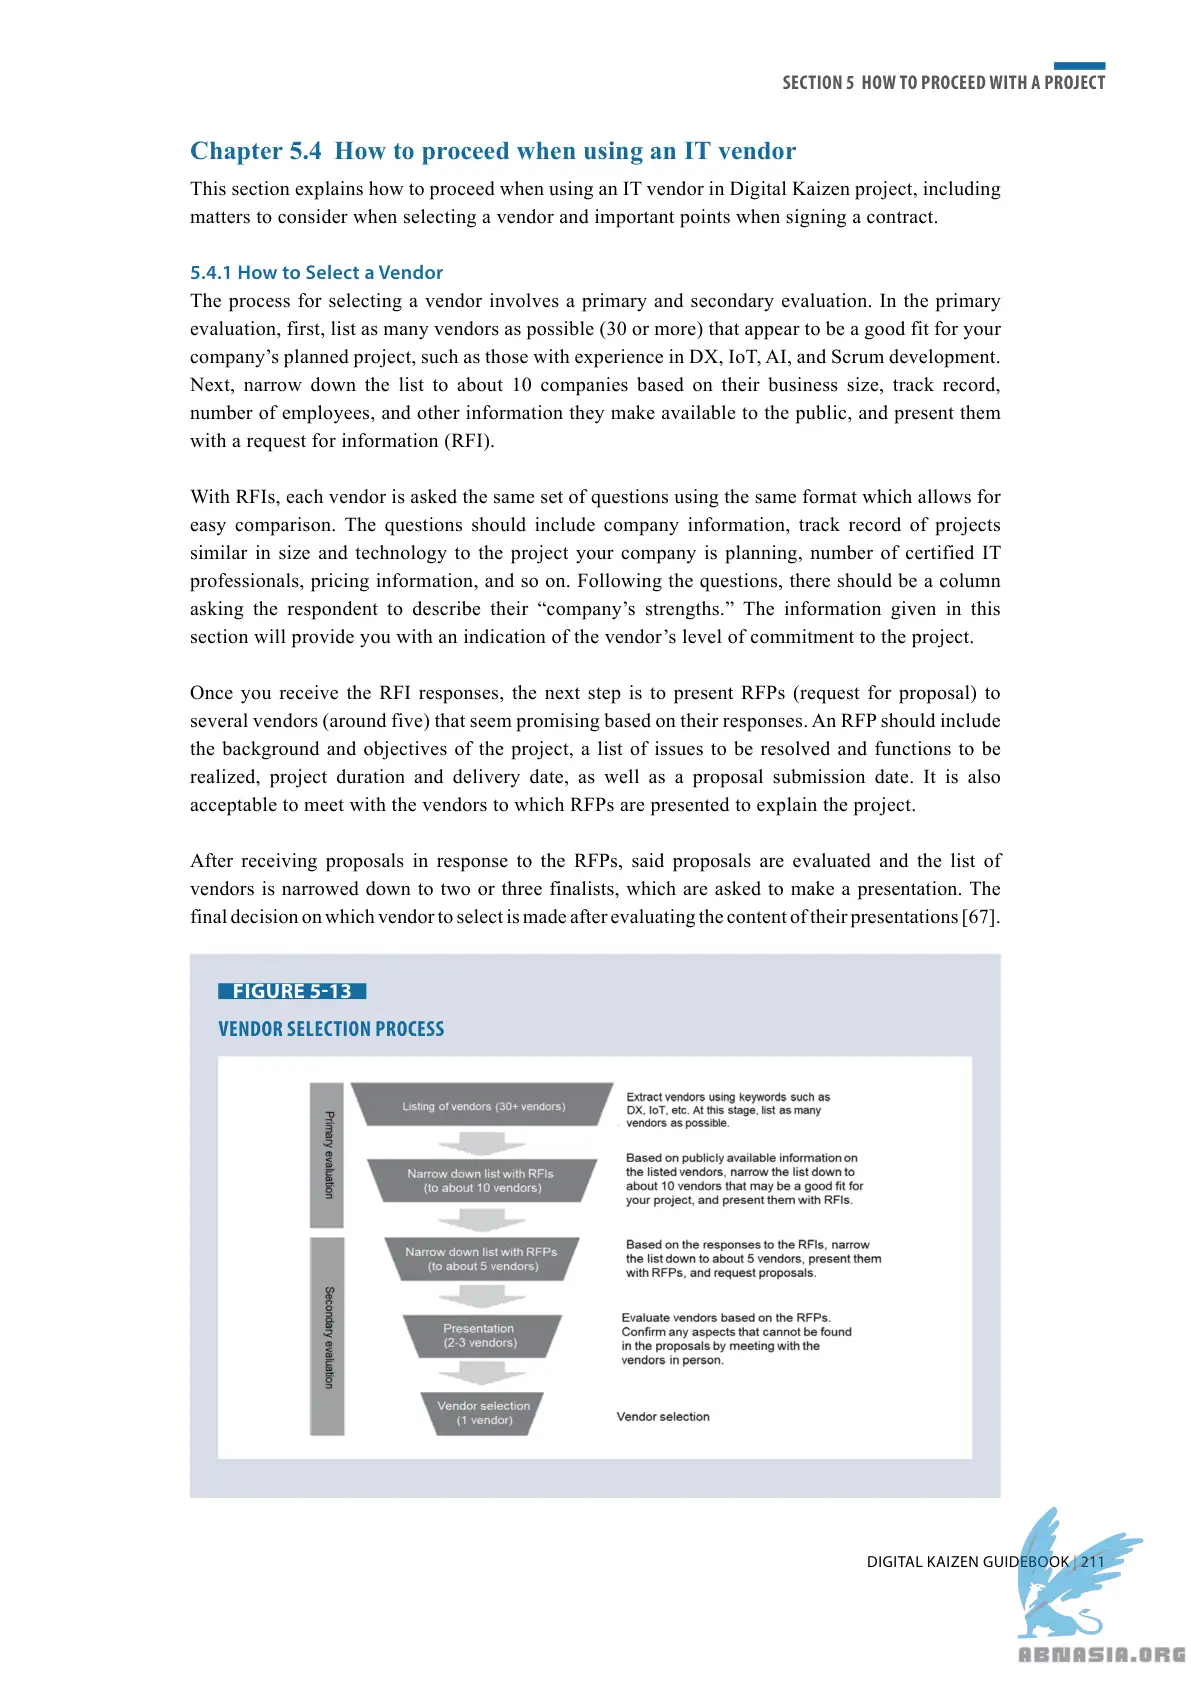 SECTION 5 HOW TO PROCEED WITH A PROJECT
Chapter 5.4 How to proceed when using an IT vendor
This section explains how to proceed when using an IT vendor in Digital Kaizen project, including
matters to consider when selecting a vendor and important points when signing a contract.
5.4.1 How to Select a Vendor
The process for selecting a vendor involves a primary and secondary evaluation. In the primary
evaluation, first, list as many vendors as possible (30 or more) that appear to be a good fit for your
company’s planned project, such as those with experience in DX, IoT, AI, and Scrum development.
Next, narrow down the list to about 10 companies based on their business size, track record,
number of employees, and other information they make available to the public, and present them
with a request for information (RFI).
With RFIs, each vendor is asked the same set of questions using the same format which allows for
easy comparison. The questions should include company information, track record of projects
similar in size and technology to the project your company is planning, number of certified IT
professionals, pricing information, and so on. Following the questions, there should be a column
asking the respondent to describe their “company’s strengths.” The information given in this
section will provide you with an indication of the vendor’s level of commitment to the project.
Once you receive the RFI responses, the next step is to present RFPs (request for proposal) to
several vendors (around five) that seem promising based on their responses. An RFP should include
the background and objectives of the project, a list of issues to be resolved and functions to be
realized, project duration and delivery date, as well as a proposal submission date. It is also
acceptable to meet with the vendors to which RFPs are presented to explain the project.
After receiving proposals in response to the RFPs, said proposals are evaluated and the list of
vendors is narrowed down to two or three finalists, which are asked to make a presentation. The
final decision on which vendor to select is made after evaluating the content of their presentations [67].
FIGURE 5-13
VENDOR SELECTION PROCESS
Primary evaluation
Listing of vendors (30+ vendors)
Extract vendors using keywords such as
DX, IoT, etc. At this stage, list as many
vendors as possible.
Narrow down list with RFIs
(to about 10 vendors)
Based on publicly available information on
the listed vendors, narrow the list down to
about 10 vendors that may be a good fit for
your project, and present them with RFIs.
Secondary evaluation
Narrow down list with RFPs
(to about 5 vendors)
Based on the responses to the RFIs, narrow
the list down to about 5 vendors, present them
with RFPs, and request proposals.
Presentation
(2-3 vendors)
Evaluate vendors based on the RFPs.
Confirm any aspects that cannot be found
in the proposals by meeting with the
vendors in person.
Vendor selection
(1 vendor)
Vendor selection
DIGITAL KAIZEN GUIDEBOOK | 211
ABNASIA.ORG